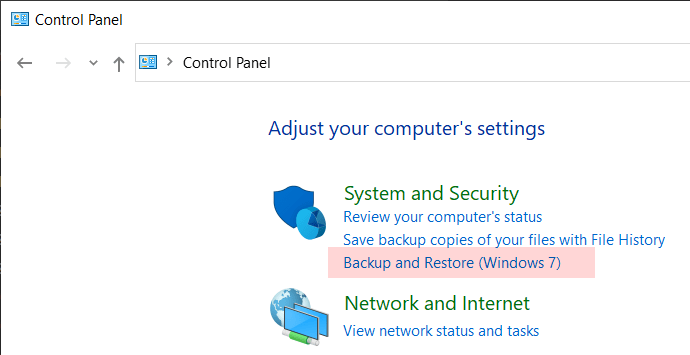 Control Panel
Control Panel
Adjust your computer's settings
System and Security
Review your computer's status
Save backup copies of your files with File History
Backup and Restore (Windows 7)
Network and Internet
View network status and tasks